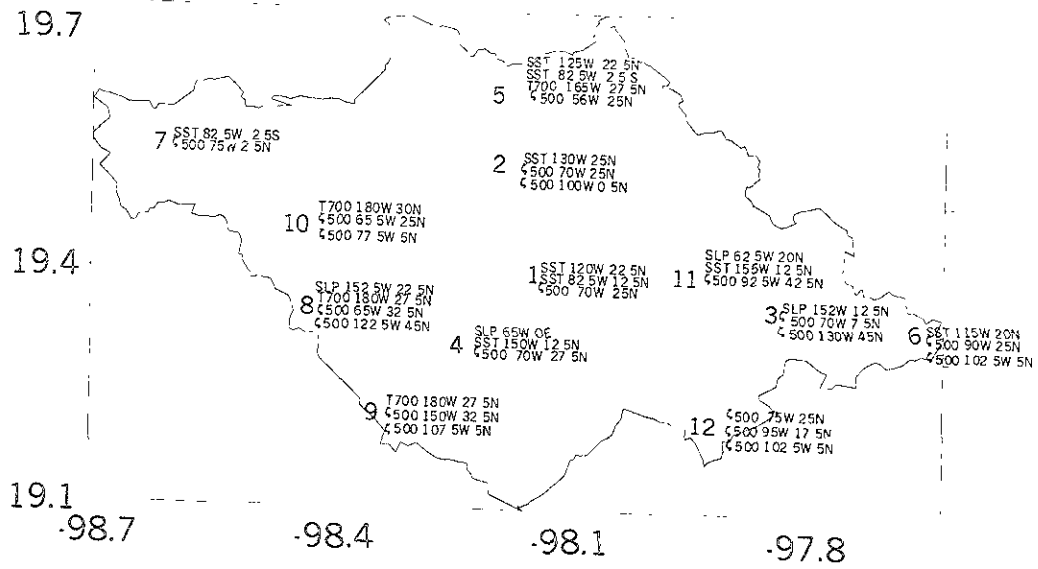 19.7
SST 125W 22 5N
SST 82 5W 2 5 S
T700 165W 27 5N
ζ500 56W 25N
5
7
SST 82 5W 2 5S
ζ500 75W 2 5N
2
SST 130W 25N
ζ500 70W 25N
ζ500 100W 0 5N
10
T700 180W 30N
ζ500 65 5W 25N
ζ500 77 5W 5N
19.4
1
SST 120W 22 5N
SST 82 5W 12 5N
ζ500 70W 25N
11
SLP 62 5W 20N
SST 155W 12 5N
ζ500 92 5W 42 5N
8
SLP 152 5W 22 5N
T700 180W 27 5N
ζ500 65W 32 5N
ζ500 122 5W 45N
3
SLP 152W 12 5N
ζ500 70W 7 5N
ζ500 130W 45N
4
SLP 65W 0E
SST 150W 12 5N
ζ500 70W 27 5N
6
SST 115W 20N
ζ500 90W 25N
ζ500 102 5W 5N
9
T700 180W 27 5N
ζ500 150W 32 5N
ζ500 107 5W 5N
12
ζ500 75W 25N
ζ500 95W 17 5N
ζ500 102 5W 5N
19.1
-98.7
-98.4
-98.1
-97.8